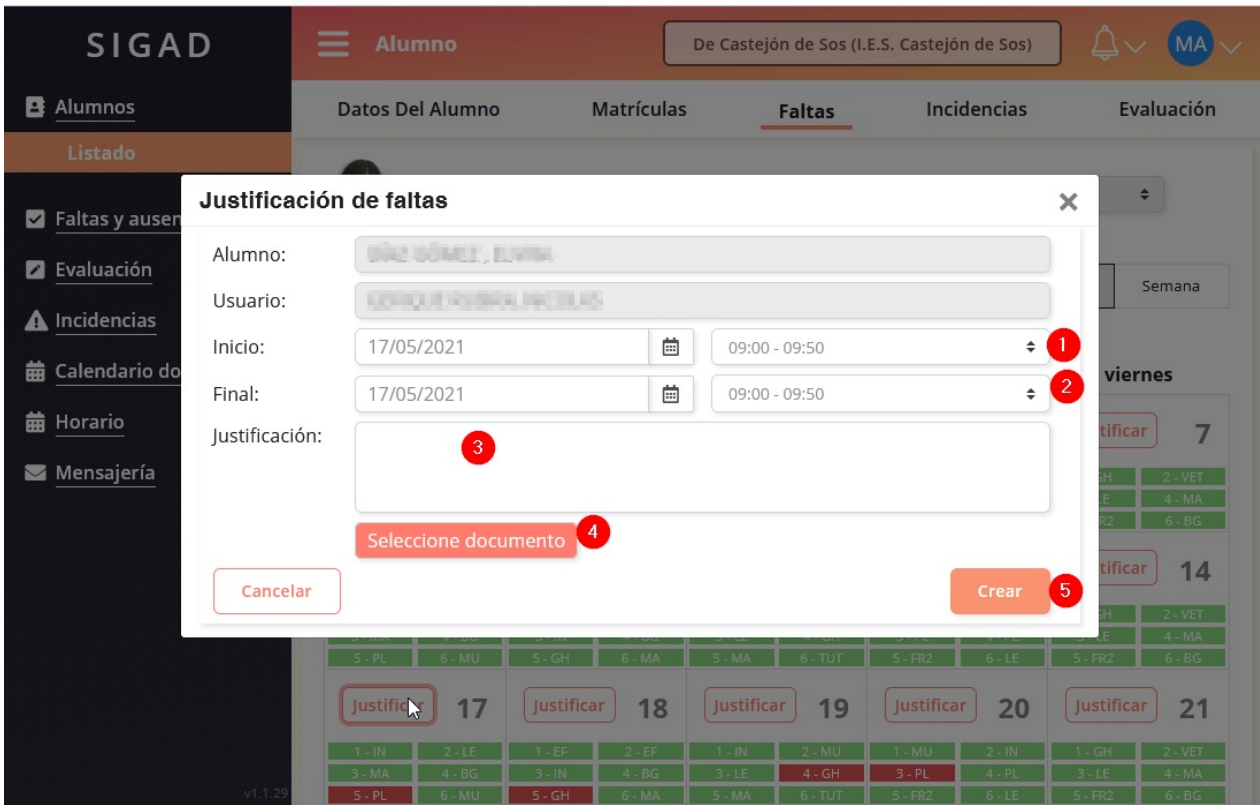 SIGAD
Alumno
De Castejón de Sos (I.E.S. Castejón de Sos)
MA
Alumnos
Listado
Faltas y ausen
Evaluación
Incidencias
Calendario do
Horario
Mensajería
v1.1.29
Datos Del Alumno Matrículas Faltas Incidencias Evaluación
Semana
viernes
Justificación de faltas
×
Alumno:
Usuario:
Inicio: 17/05/2021 09:00 - 09:50 1
Final: 17/05/2021 09:00 - 09:50 2
Justificación: 3
Seleccione documento 4
Cancelar Crear 5
tificar 7
2 - VET
4 - MA
6 - BG
tificar 14
2 - VET
4 - MA
5 - PL 6 - MU 5 - GH 6 - MA 5 - MA 6 - TUT 5 - FR2 6 - LE 5 - FR2 6 - BG
Justificar 17 Justificar 18 Justificar 19 Justificar 20 Justificar 21
1 - IN 2 - LE 1 - EF 2 - EF 1 - IN 2 - MU 1 - MU 2 - IN 1 - GH 2 - VET
3 - MA 4 - BG 3 - IN 4 - BG 3 - LE 4 - GH 3 - PL 4 - PL 3 - LE 4 - MA
5 - PL 6 - MU 5 - GH 6 - MA 5 - MA 6 - TUT 5 - FR2 6 - LE 5 - FR2 6 - BG